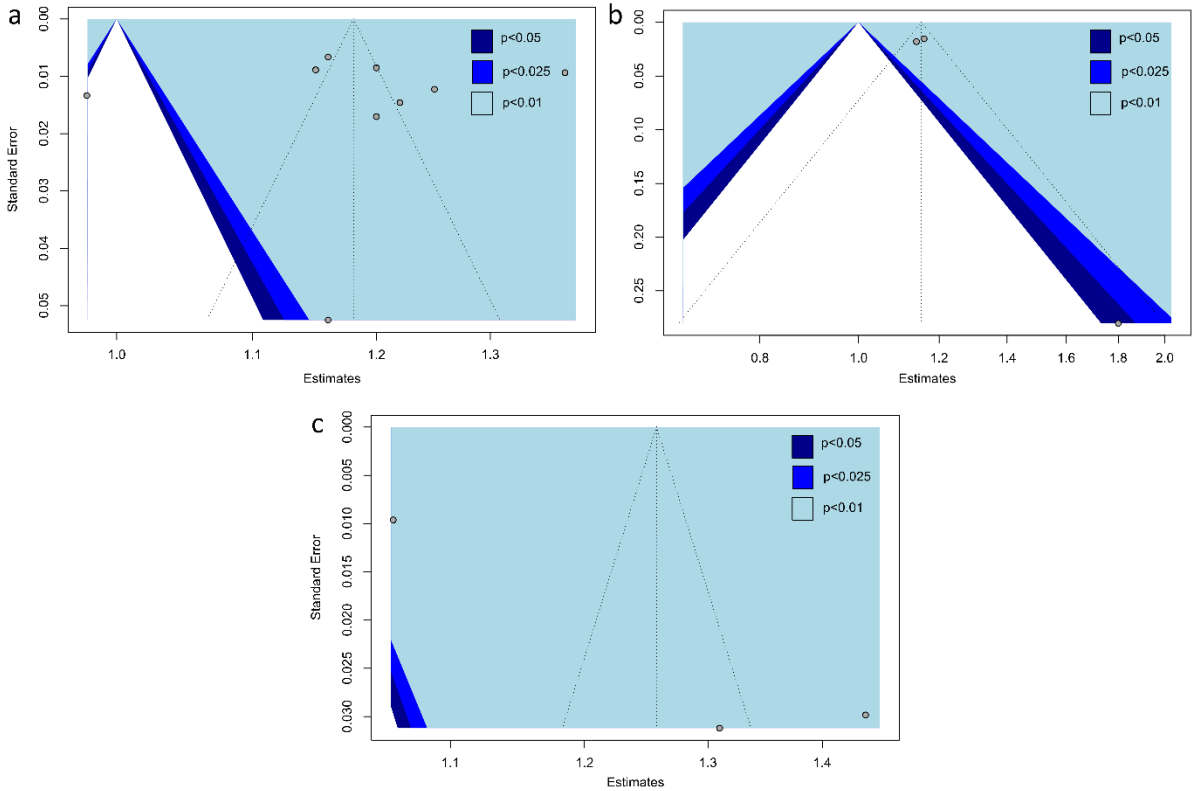 a
0.00
0.01
0.02
0.03
0.04
0.05
Standard Error
p<0.05
p<0.025
p<0.01
1.0
1.1
1.2
1.3
Estimates
b
0.00
0.05
0.10
0.15
0.20
0.25
Standard Error
p<0.05
p<0.025
p<0.01
0.8
1.0
1.2
1.4
1.6
1.8
2.0
Estimates
c
0.000
0.005
0.010
0.015
0.020
0.025
0.030
Standard Error
p<0.05
p<0.025
p<0.01
1.1
1.2
1.3
1.4
Estimates